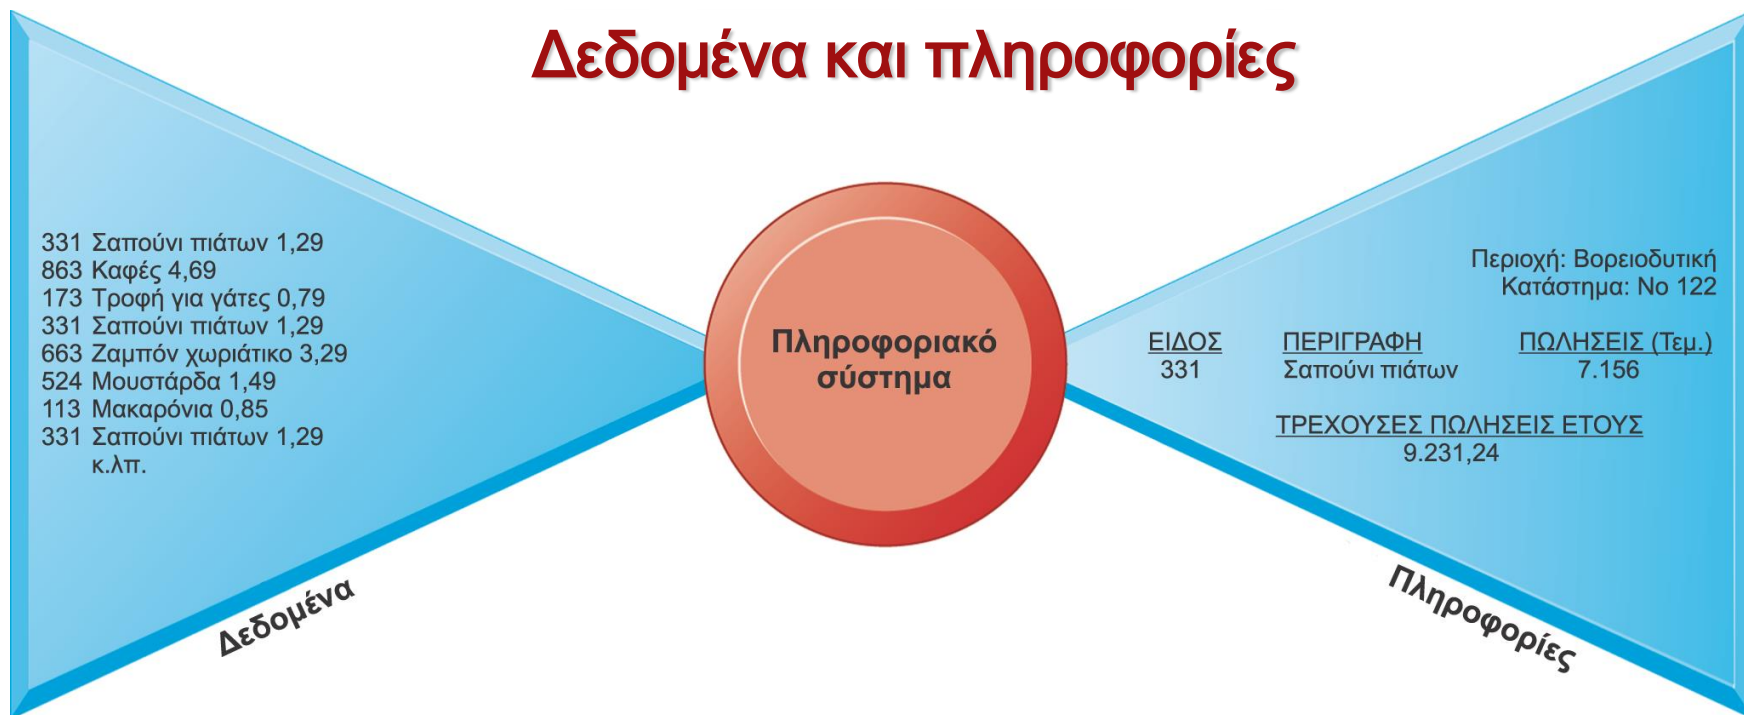 Δεδομένα και πληροφορίες
331 Σαπούνι πιάτων 1,29
863 Καφές 4,69
173 Τροφή για γάτες 0,79
331 Σαπούνι πιάτων 1,29
663 Ζαμπόν χωριάτικο 3,29
524 Μουστάρδα 1,49
113 Μακαρόνια 0,85
331 Σαπούνι πιάτων 1,29
κ.λπ.
Δεδομένα
Πληροφοριακό
σύστημα
Περιοχή: Βορειοδυτική
Κατάστημα: Νο 122
ΕΙΔΟΣ ΠΕΡΙΓΡΑΦΗ ΠΩΛΗΣΕΙΣ (Τεμ.)
331 Σαπούνι πιάτων 7.156
ΤΡΕΧΟΥΣΕΣ ΠΩΛΗΣΕΙΣ ΕΤΟΥΣ
9.231,24
Πληροφορίες